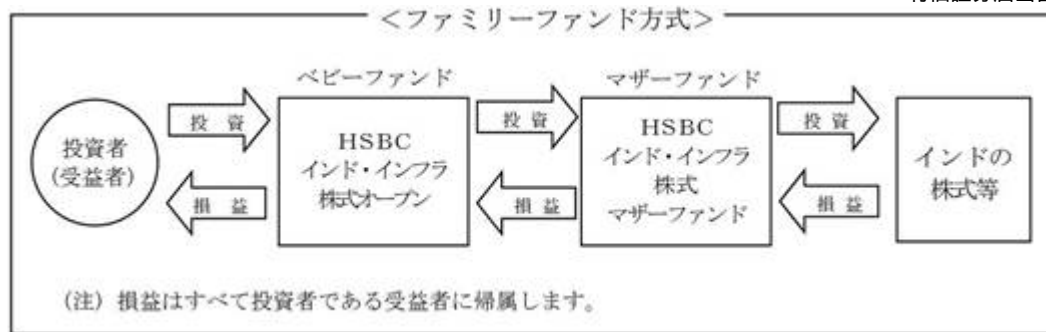 ＜ファミリーファンド方式＞
ベビーファンド
マザーファンド
投資者
(受益者)
投 資
損 益
HSBC
インド・インフラ
株式オープン
投 資
損 益
HSBC
インド・インフラ
株式
マザーファンド
投 資
損 益
インドの
株式等
(注) 損益はすべて投資者である受益者に帰属します。